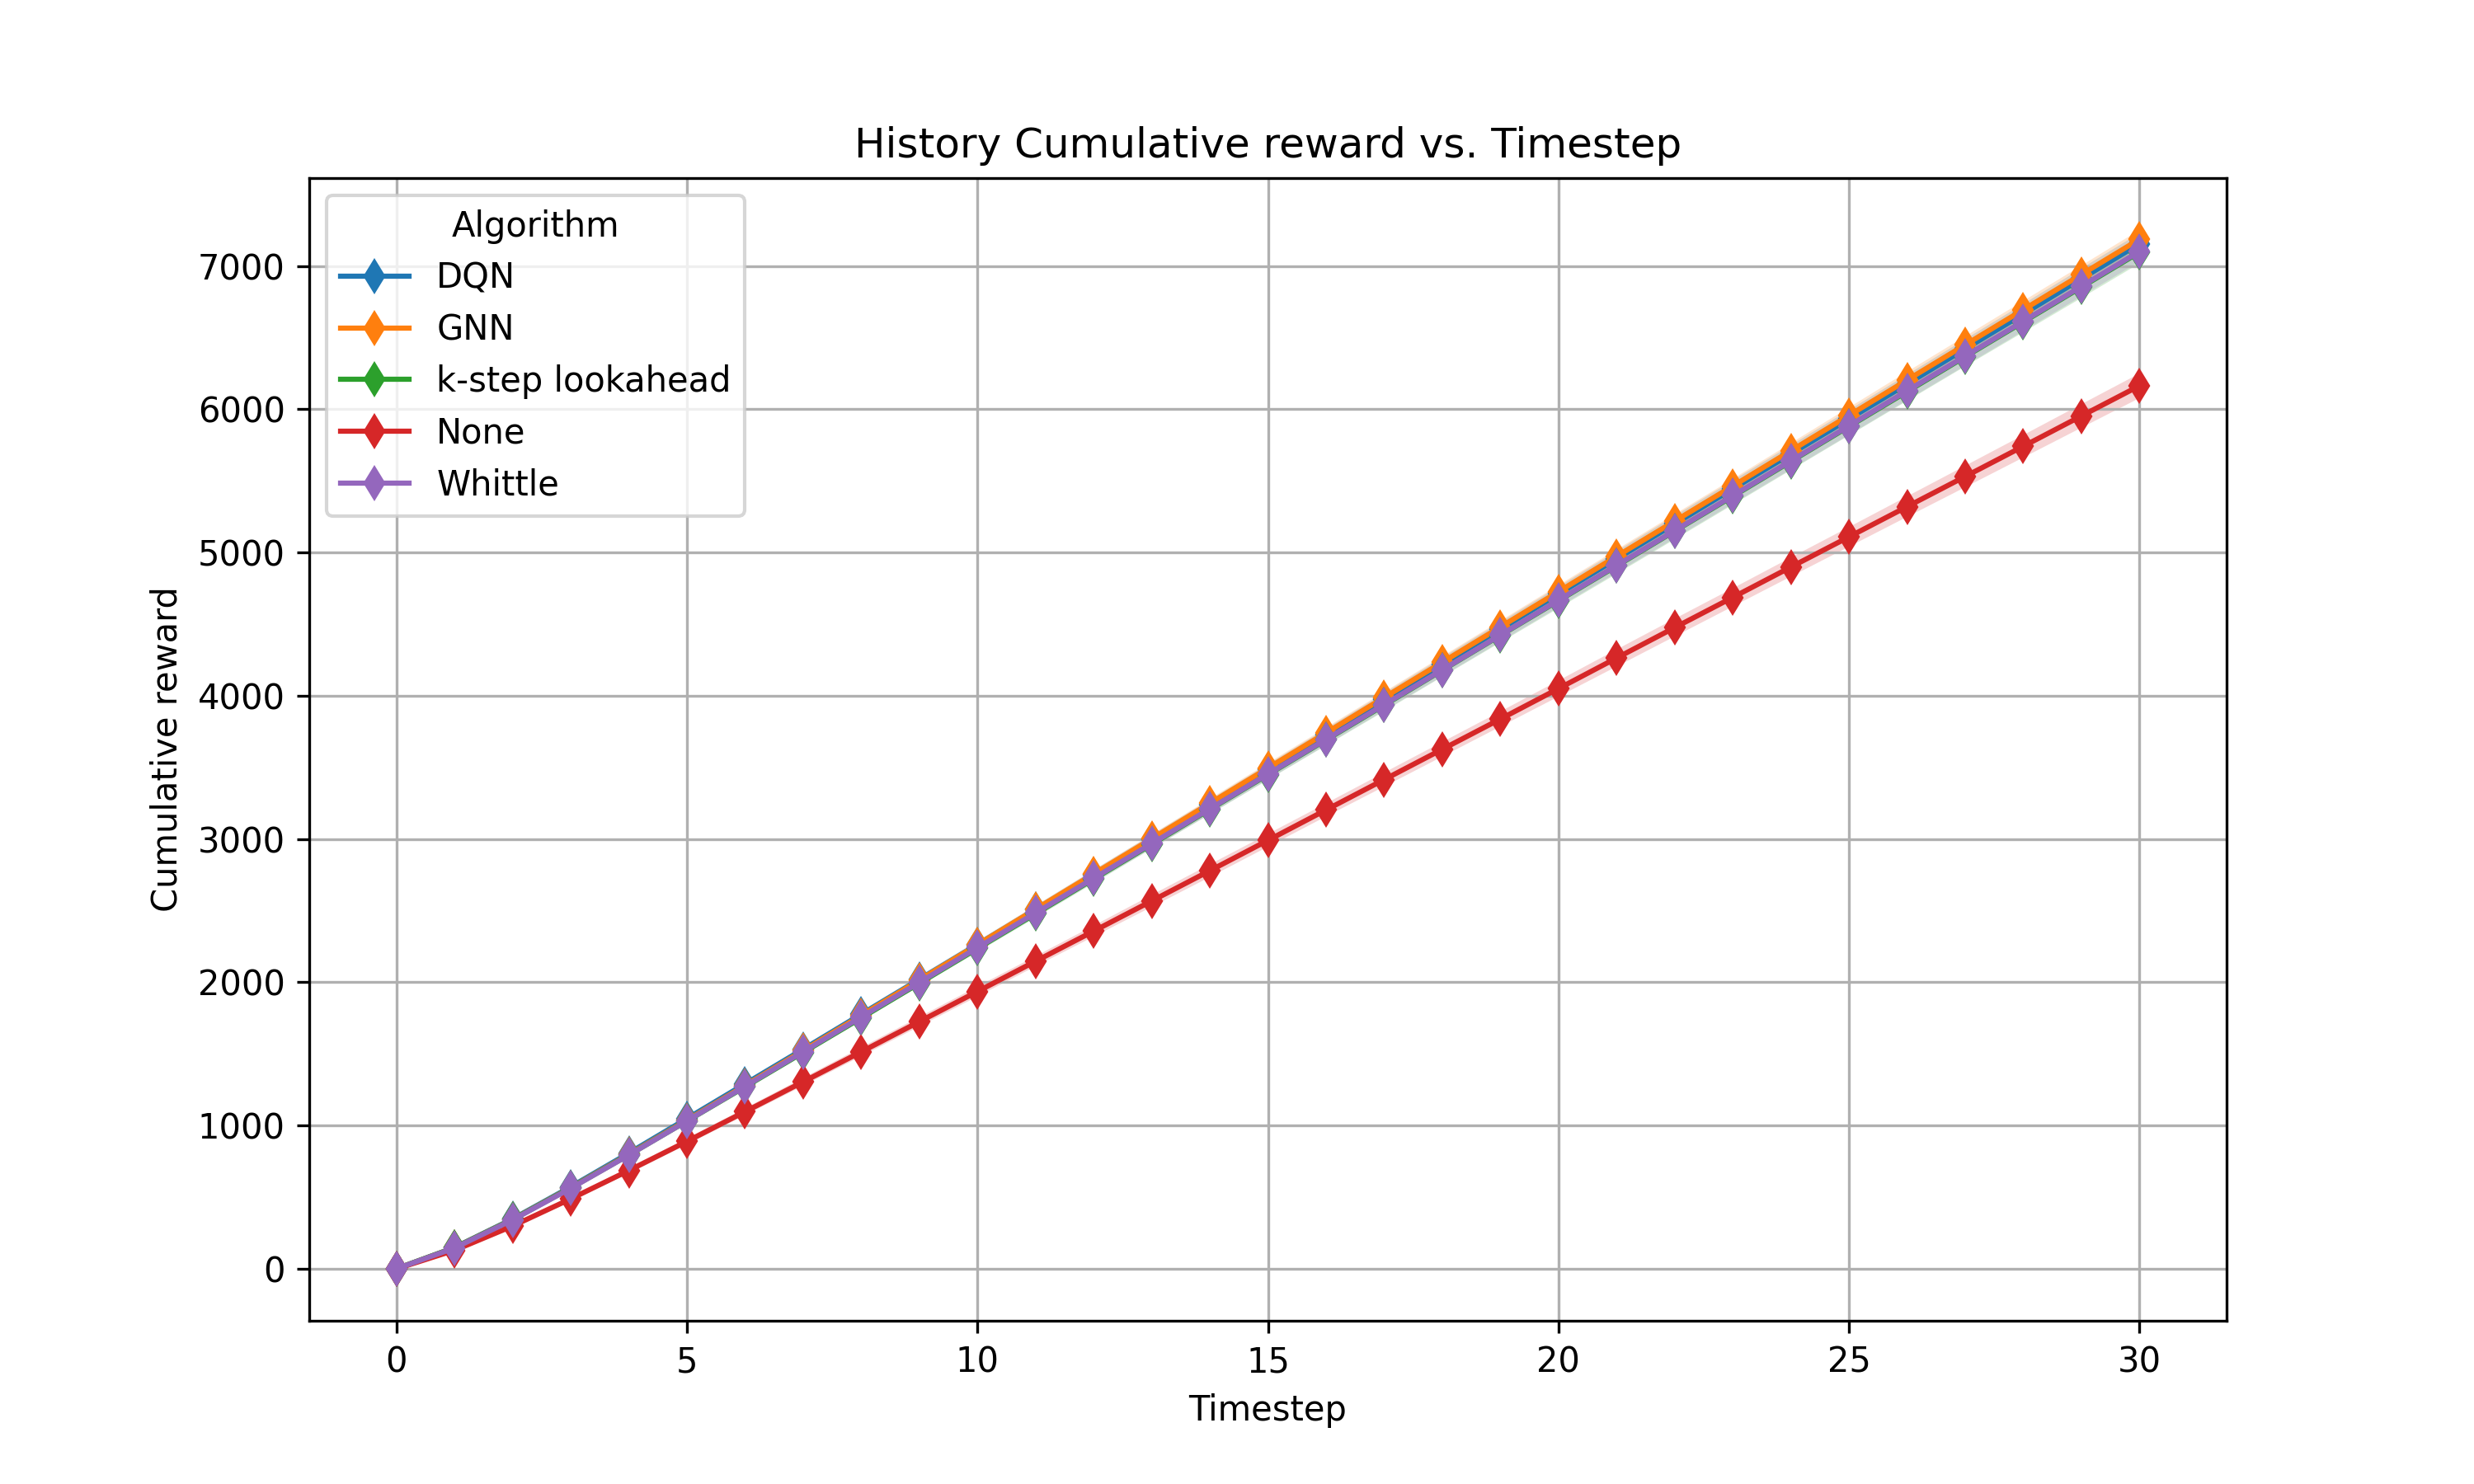 History Cumulative reward vs. Timestep
Algorithm
DQN
GNN
k-step lookahead
None
Whittle
Cumulative reward
7000
6000
5000
4000
3000
2000
1000
0
0 5 10 15 20 25 30
Timestep